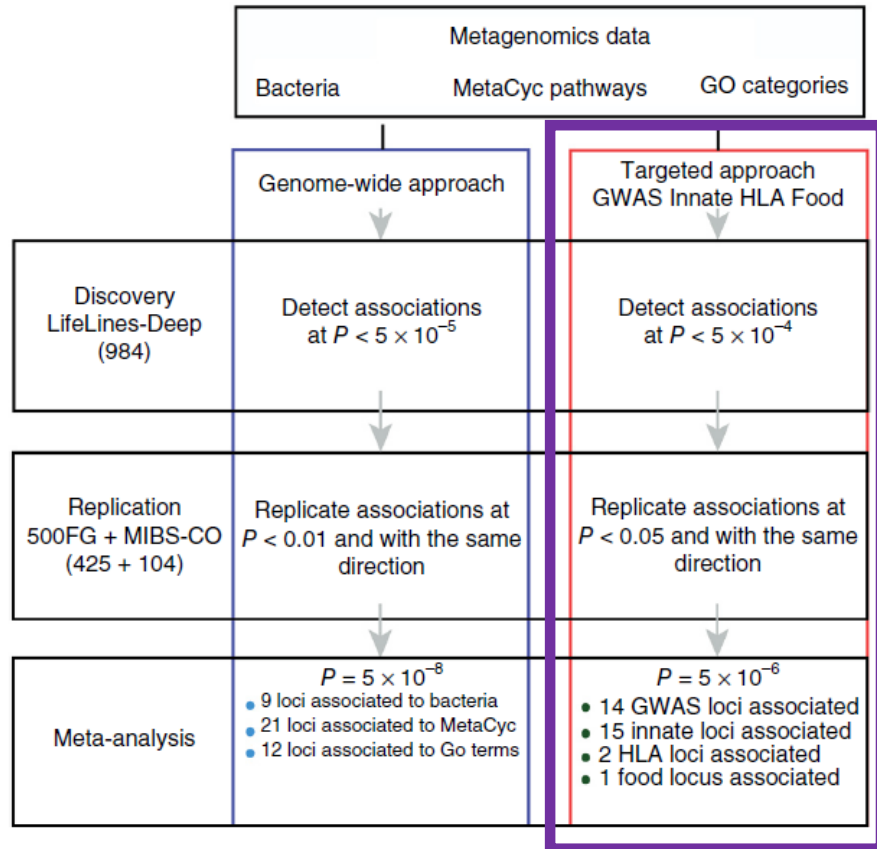 Metagenomics data
Bacteria MetaCyc pathways GO categories
Genome-wide approach
Targeted approach
GWAS Innate HLA Food
Discovery
LifeLines-Deep
(984)
Detect associations
at P < 5 × 10⁻⁵
Detect associations
at P < 5 × 10⁻⁴
Replication
500FG + MIBS-CO
(425 + 104)
Replicate associations at
P < 0.01 and with the same
direction
Replicate associations at
P < 0.05 and with the same
direction
Meta-analysis
P = 5 × 10⁻⁸
• 9 loci associated to bacteria
• 21 loci associated to MetaCyc
• 12 loci associated to Go terms
P = 5 × 10⁻⁶
• 14 GWAS loci associated
• 15 innate loci associated
• 2 HLA loci associated
• 1 food locus associated